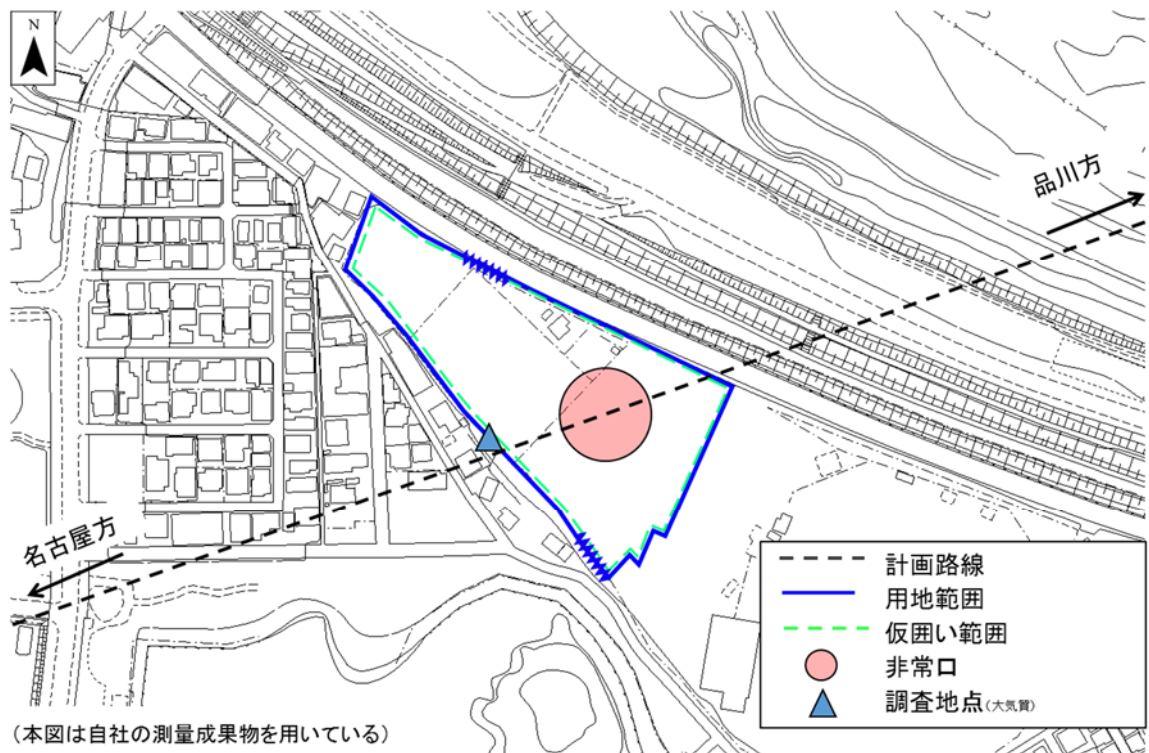 N
品川方
名古屋方
計画路線
用地範囲
仮囲い範囲
非常口
調査地点(大気質)
(本図は自社の測量成果物を用いている)